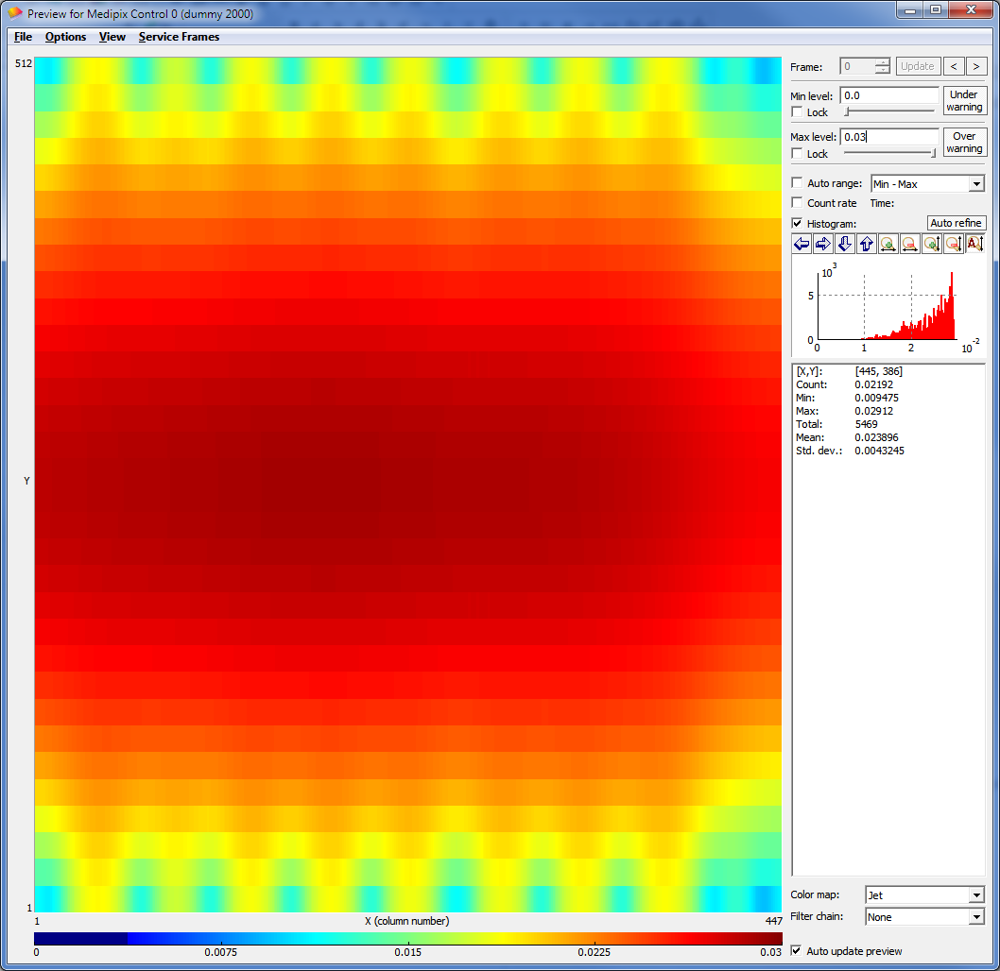 Preview for Medipix Control 0 (dummy 2000)
File Options View Service Frames
512
Y
1
1 X (column number) 447
0 0.0075 0.015 0.0225 0.03
Frame: 0 Update < >
Min level: 0.0 Under warning
Lock
Max level: 0.03 Over warning
Lock
Auto range: Min - Max
Count rate Time:
Histogram: Auto refine
A
10^3
5
0
0 1 2 10^-2
[X,Y]: [445, 386]
Count: 0.02192
Min: 0.009475
Max: 0.02912
Total: 5469
Mean: 0.023896
Std. dev.: 0.0043245
Color map: Jet
Filter chain: None
Auto update preview